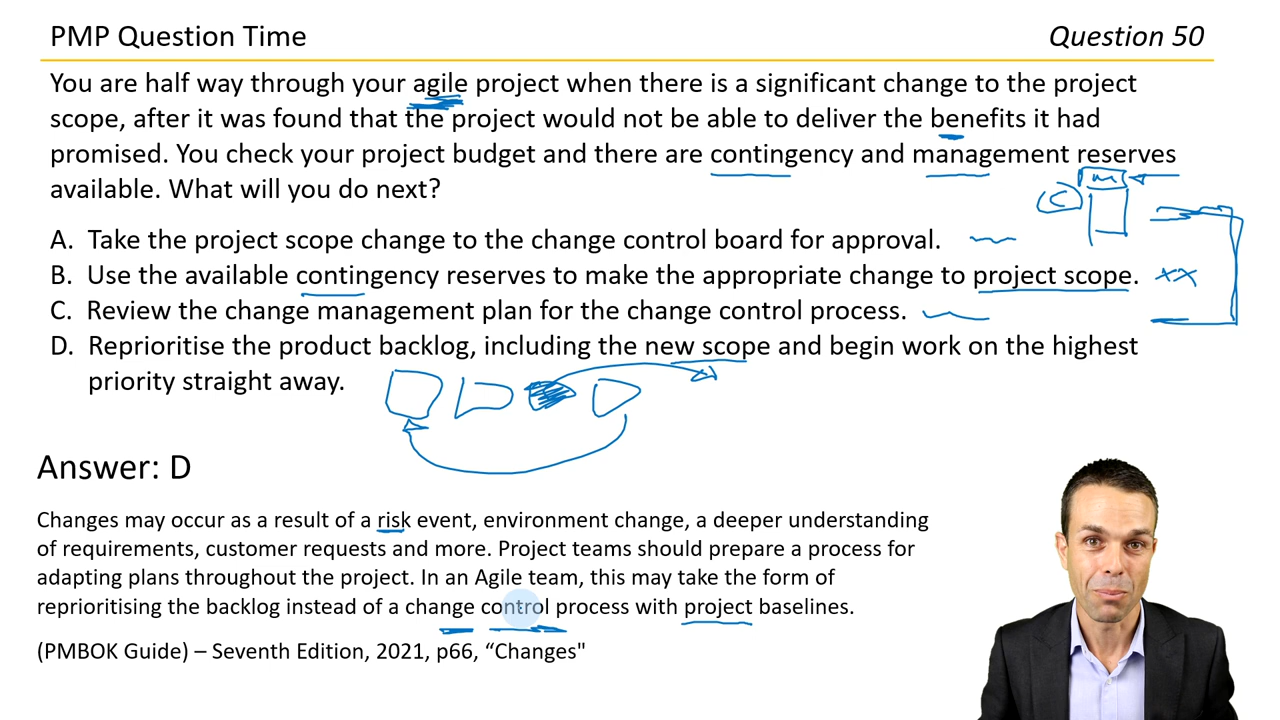 PMP Question Time
Question 50
You are half way through your agile project when there is a significant change to the project
scope, after it was found that the project would not be able to deliver the benefits it had
promised. You check your project budget and there are contingency and management reserves
available. What will you do next?
m
C
A. Take the project scope change to the change control board for approval.
B. Use the available contingency reserves to make the appropriate change to project scope. xx
C. Review the change management plan for the change control process.
D. Reprioritise the product backlog, including the new scope and begin work on the highest
priority straight away.
Answer: D
Changes may occur as a result of a risk event, environment change, a deeper understanding
of requirements, customer requests and more. Project teams should prepare a process for
adapting plans throughout the project. In an Agile team, this may take the form of
reprioritising the backlog instead of a change control process with project baselines.
(PMBOK Guide) – Seventh Edition, 2021, p66, “Changes"